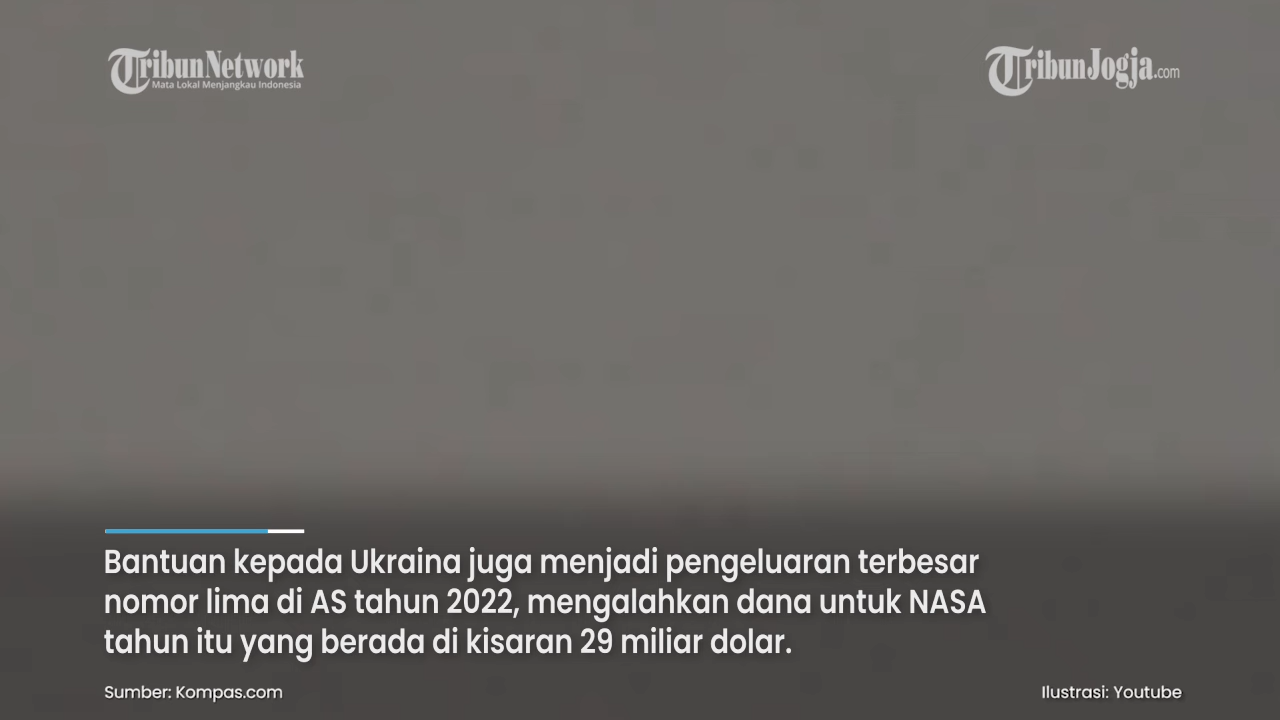 TribunNetwork
Mata Lokal Menjangkau Indonesia
TribunJogja.com
Bantuan kepada Ukraina juga menjadi pengeluaran terbesar
nomor lima di AS tahun 2022, mengalahkan dana untuk NASA
tahun itu yang berada di kisaran 29 miliar dolar.
Sumber: Kompas.com
Ilustrasi: Youtube